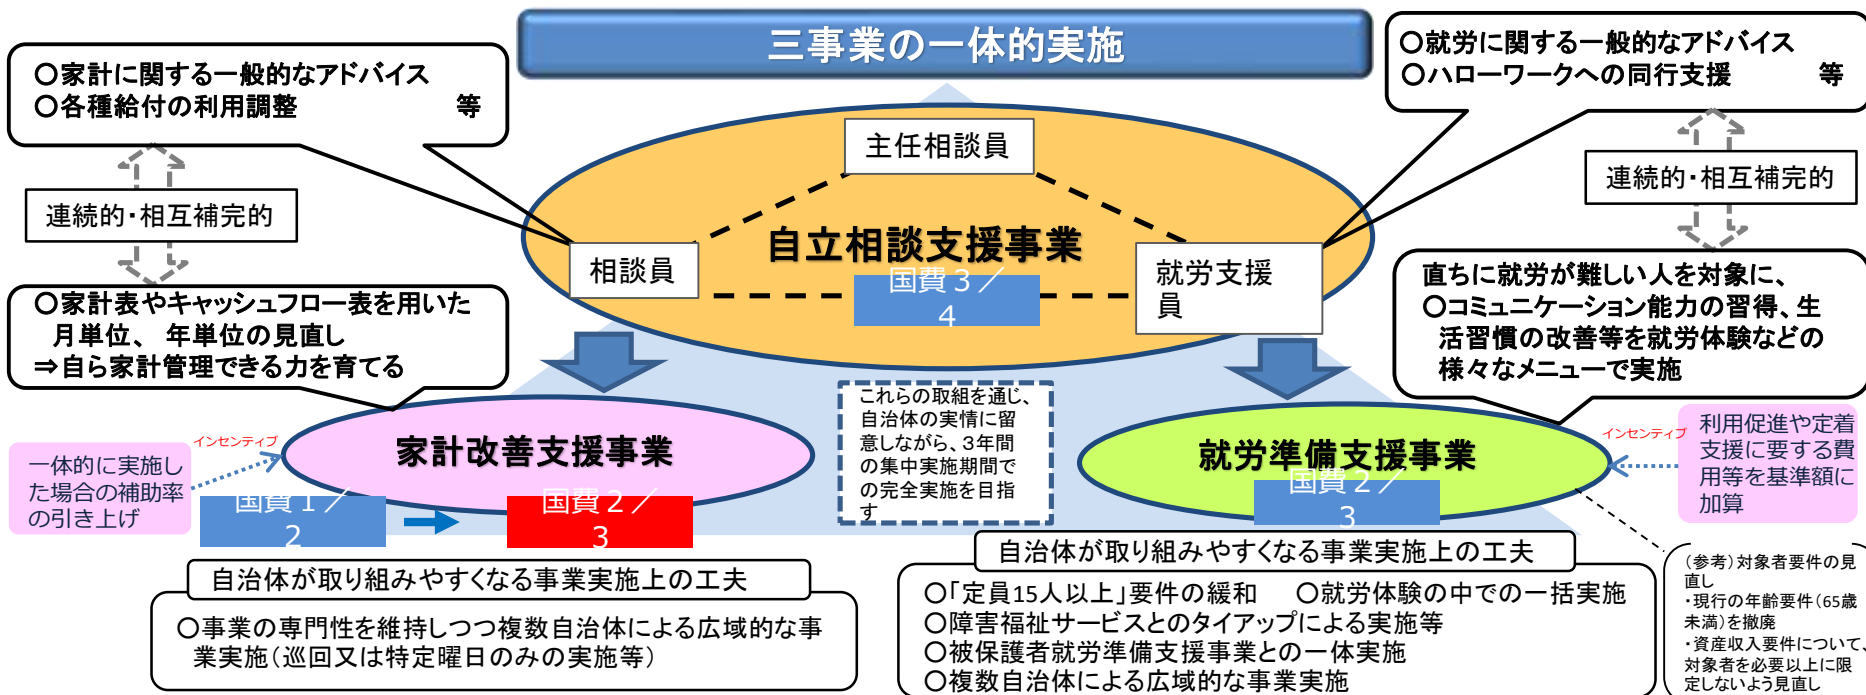 三事業の一体的実施
○家計に関する一般的なアドバイス
○各種給付の利用調整　等
連続的・相互補完的
○家計表やキャッシュフロー表を用いた
月単位、 年単位の見直し
⇒自ら家計管理できる力を育てる
○就労に関する一般的なアドバイス
○ハローワークへの同行支援　等
連続的・相互補完的
直ちに就労が難しい人を対象に、
○コミュニケーション能力の習得、生
活習慣の改善等を就労体験などの
様々なメニューで実施
主任相談員
自立相談支援事業
相談員
国費３／
４
就労支援
員
これらの取組を通じ、
自治体の実情に留
意しながら、３年間
の集中実施期間で
の完全実施を目指
す
インセンティブ
一体的に実施し
た場合の補助率
の引き上げ
家計改善支援事業
国費１／
２
国費２／
３
就労準備支援事業
国費２／
３
インセンティブ
利用促進や定着
支援に要する費
用等を基準額に
加算
自治体が取り組みやすくなる事業実施上の工夫
○事業の専門性を維持しつつ複数自治体による広域的な事
業実施（巡回又は特定曜日のみの実施等）
自治体が取り組みやすくなる事業実施上の工夫
○「定員15人以上」要件の緩和　○就労体験の中での一括実施
○障害福祉サービスとのタイアップによる実施等
○被保護者就労準備支援事業との一体実施
○複数自治体による広域的な事業実施
（参考）対象者要件の見
直し
・現行の年齢要件（65歳
未満）を撤廃
・資産収入要件について、
対象者を必要以上に限
定しないよう見直し